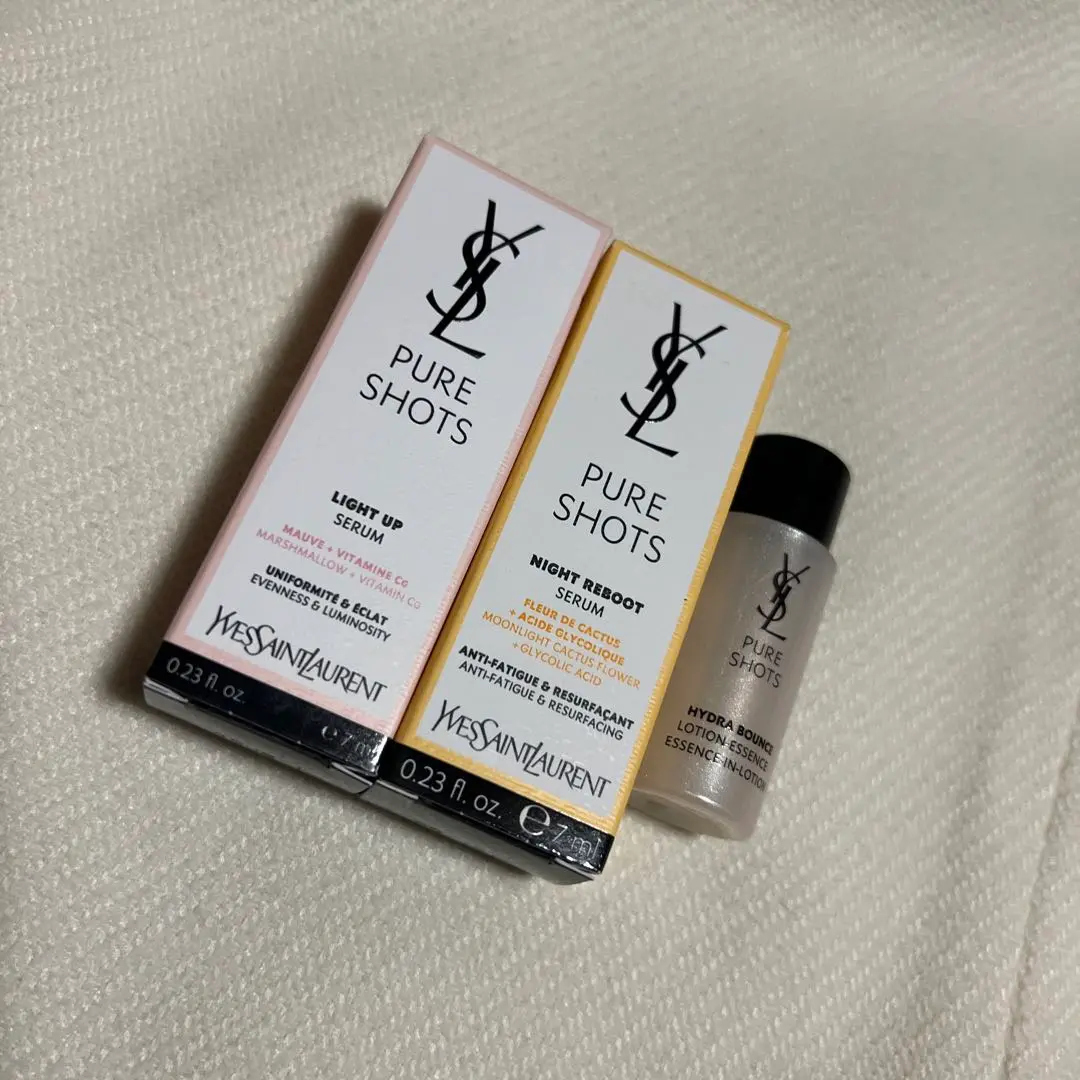 YSL
PURE
SHOTS
LIGHT UP
SERUM
MAUVE + VITAMINE CG
MARSHMALLOW + VITAMIN CG
UNIFORMITÉ & ÉCLAT
EVENNESS & LUMINOSITY
YVESSAINTLAURENT
0.23 fl. oz.
e 7 ml
YSL
PURE
SHOTS
NIGHT REBOOT
SERUM
FLEUR DE CACTUS
+ ACIDE GLYCOLIQUE
MOONLIGHT CACTUS FLOWER
+ GLYCOLIC ACID
ANTI-FATIGUE & RESURFAÇANT
ANTI-FATIGUE & RESURFACING
YVESSAINTLAURENT
0.23 fl. oz. e 7 ml
YSL
PURE
SHOTS
HYDRA BOUNCE
LOTION-ESSENCE
ESSENCE-IN-LOTION